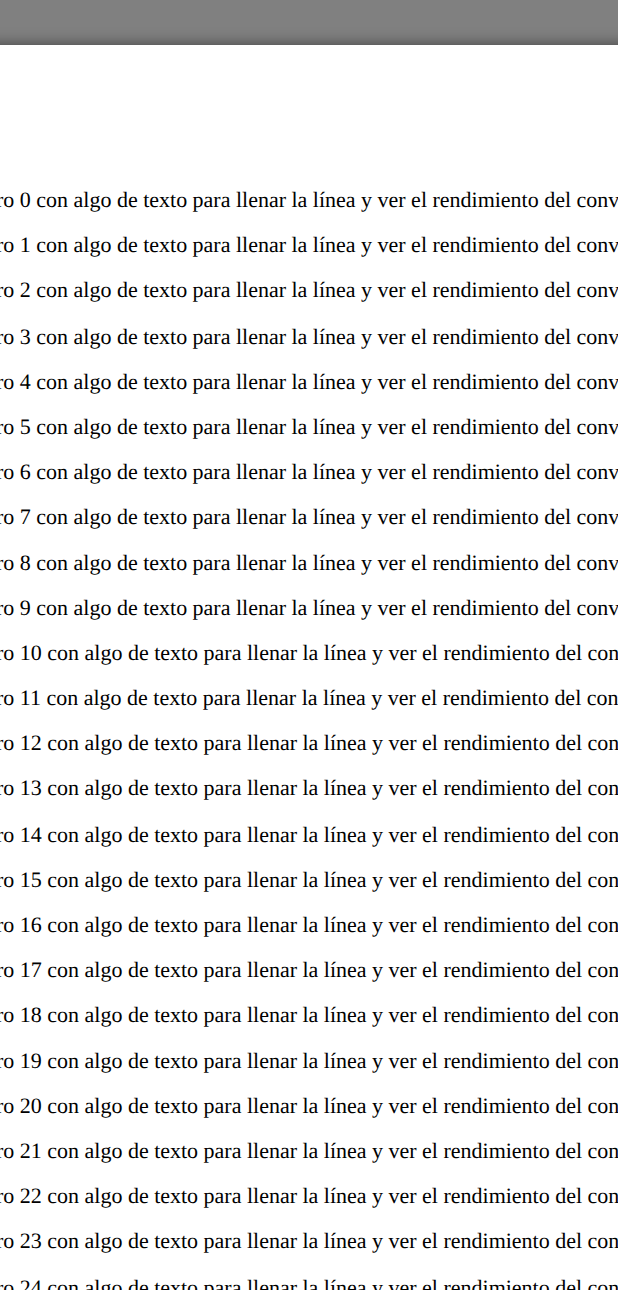 ro 0 con algo de texto para llenar la línea y ver el rendimiento del conv
ro 1 con algo de texto para llenar la línea y ver el rendimiento del conv
ro 2 con algo de texto para llenar la línea y ver el rendimiento del conv
ro 3 con algo de texto para llenar la línea y ver el rendimiento del conv
ro 4 con algo de texto para llenar la línea y ver el rendimiento del conv
ro 5 con algo de texto para llenar la línea y ver el rendimiento del conv
ro 6 con algo de texto para llenar la línea y ver el rendimiento del conv
ro 7 con algo de texto para llenar la línea y ver el rendimiento del conv
ro 8 con algo de texto para llenar la línea y ver el rendimiento del conv
ro 9 con algo de texto para llenar la línea y ver el rendimiento del conv
ro 10 con algo de texto para llenar la línea y ver el rendimiento del con
ro 11 con algo de texto para llenar la línea y ver el rendimiento del con
ro 12 con algo de texto para llenar la línea y ver el rendimiento del con
ro 13 con algo de texto para llenar la línea y ver el rendimiento del con
ro 14 con algo de texto para llenar la línea y ver el rendimiento del con
ro 15 con algo de texto para llenar la línea y ver el rendimiento del con
ro 16 con algo de texto para llenar la línea y ver el rendimiento del con
ro 17 con algo de texto para llenar la línea y ver el rendimiento del con
ro 18 con algo de texto para llenar la línea y ver el rendimiento del con
ro 19 con algo de texto para llenar la línea y ver el rendimiento del con
ro 20 con algo de texto para llenar la línea y ver el rendimiento del con
ro 21 con algo de texto para llenar la línea y ver el rendimiento del con
ro 22 con algo de texto para llenar la línea y ver el rendimiento del con
ro 23 con algo de texto para llenar la línea y ver el rendimiento del con
ro 24 con algo de texto para llenar la línea y ver el rendimiento del con